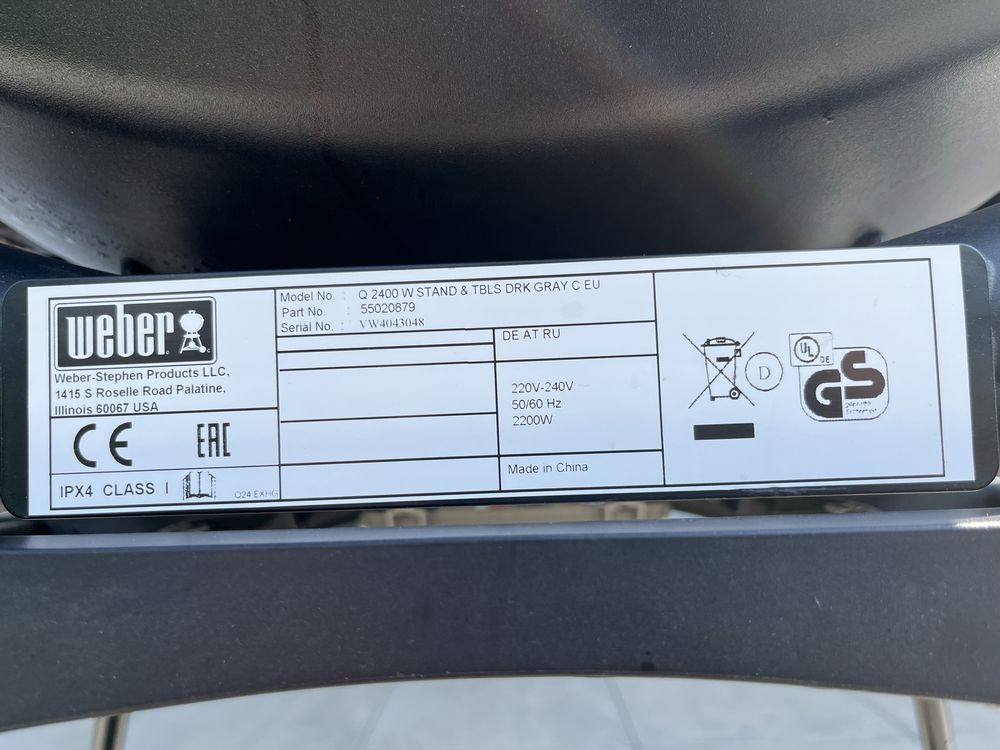 weber
Weber-Stephen Products LLC,
1415 S Roselle Road Palatine,
Illinois 60067 USA
CE EAC
IPX4 CLASS I
Model No. : Q 2400 W STAND & TBLS DRK GRAY C EU
Part No. : 55020879
Serial No. : VW4043048
DE AT RU
220V-240V
50/60 Hz
2200W
Made in China
D
UL
DE
GS